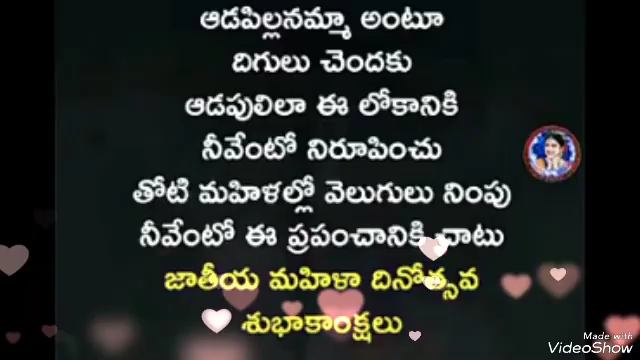 ఆడపిల్లనమ్మా అంటూ
దిగులు చెందకు
ఆడపులిలా ఈ లోకానికి
నీవేంటో నిరూపించు
తోటి మహిళల్లో వెలుగులు నింపు
నీవేంటో ఈ ప్రపంచానికి చాటు
జాతీయ మహిళా దినోత్సవ
శుభాకాంక్షలు
Made with
VideoShow